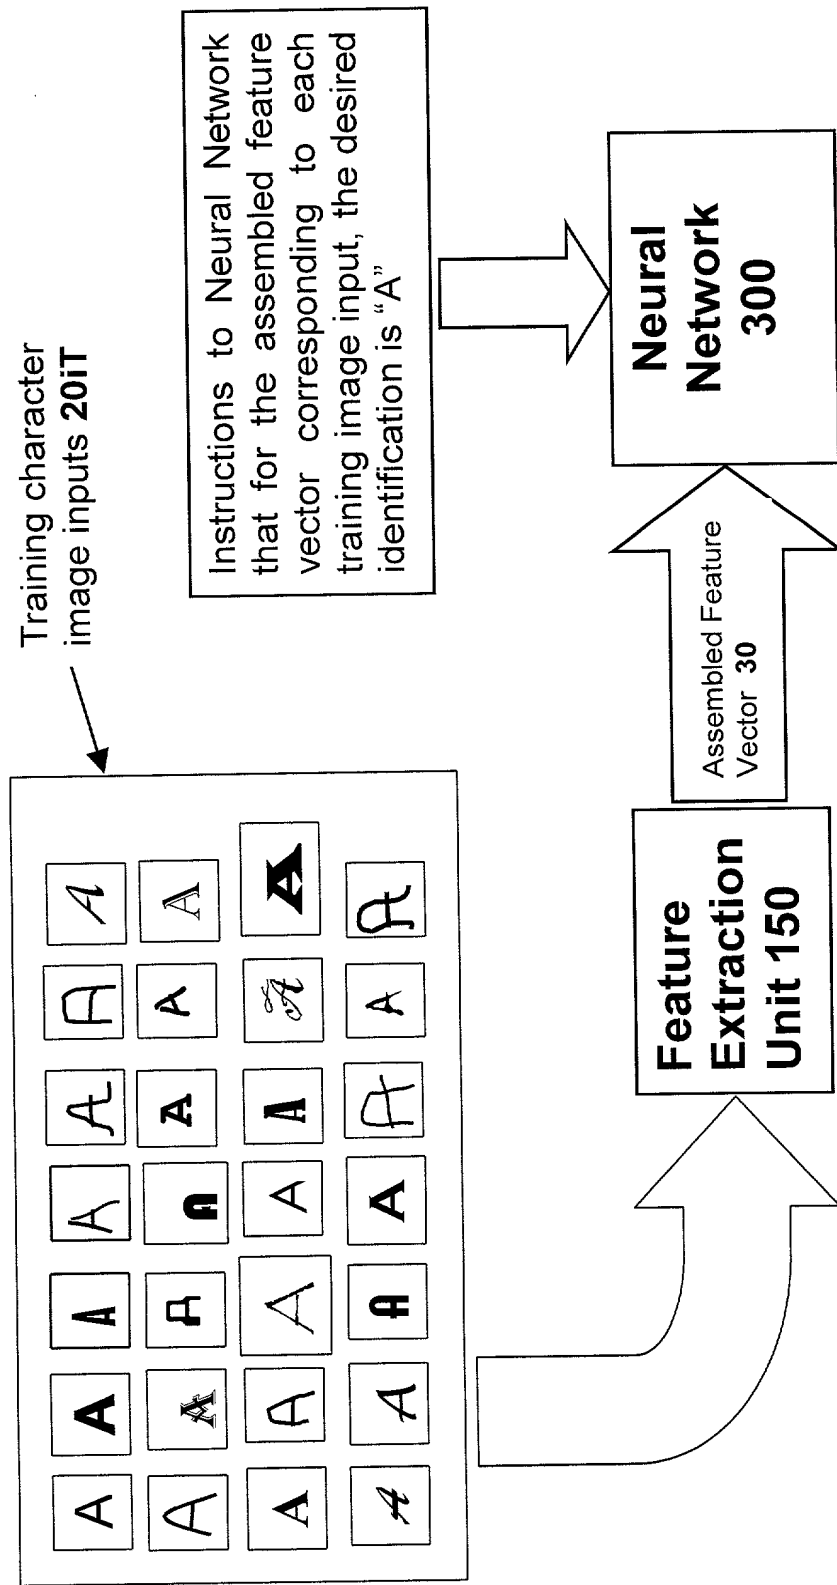 Training character
image inputs 20iT
A A A A A A A
A A A A A A A
A A A A A A A
A A A A A A A
Instructions to Neural Network
that for the assembled feature
vector corresponding to each
training image input, the desired
identification is “A”
Feature
Extraction
Unit 150
Assembled Feature
Vector 30
Neural
Network
300